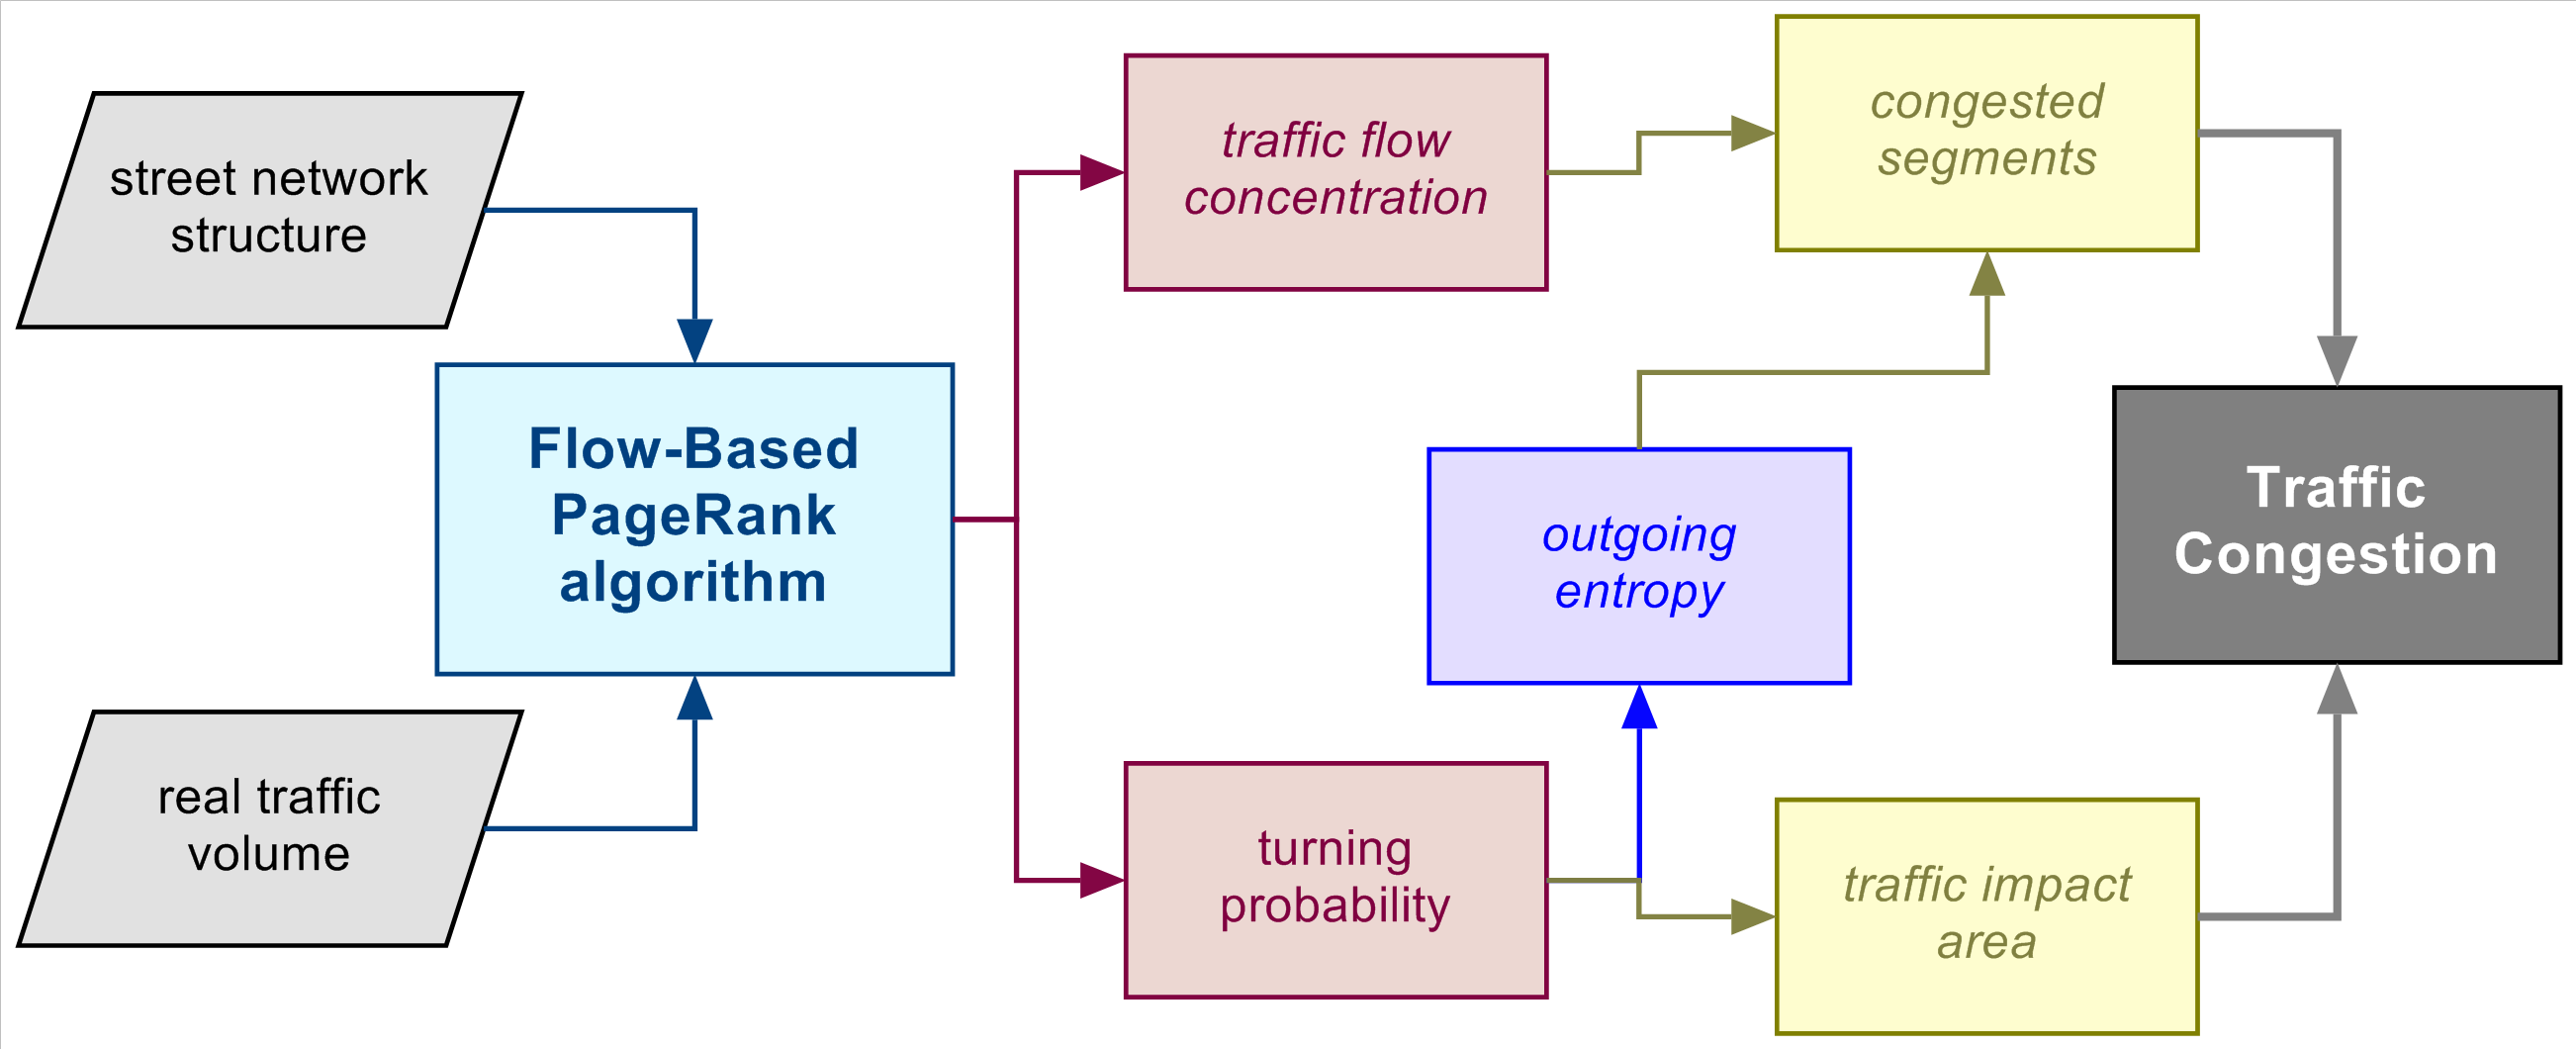 street network
structure
real traffic
volume
Flow-Based
PageRank
algorithm
traffic flow
concentration
turning
probability
outgoing
entropy
congested
segments
traffic impact
area
Traffic
Congestion